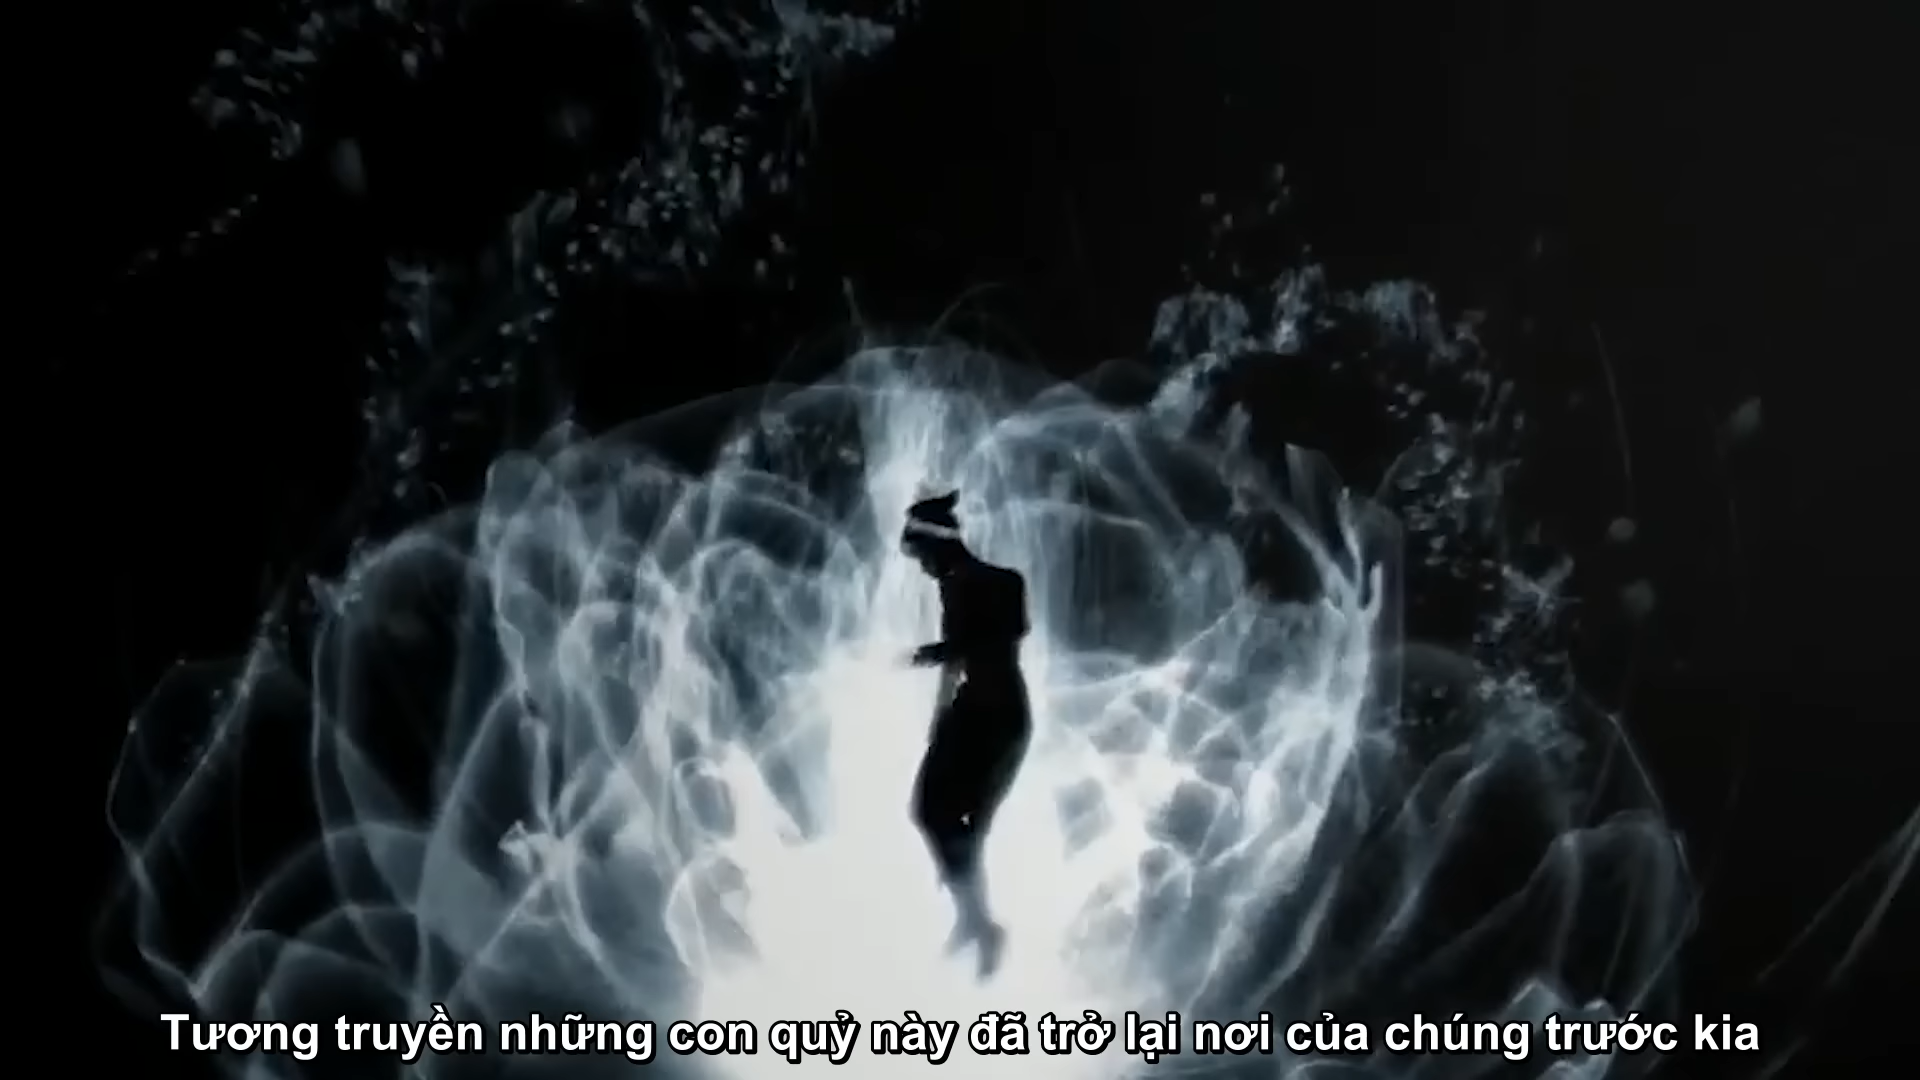 Tương truyền những con quỷ này đã trở lại nơi của chúng trước kia